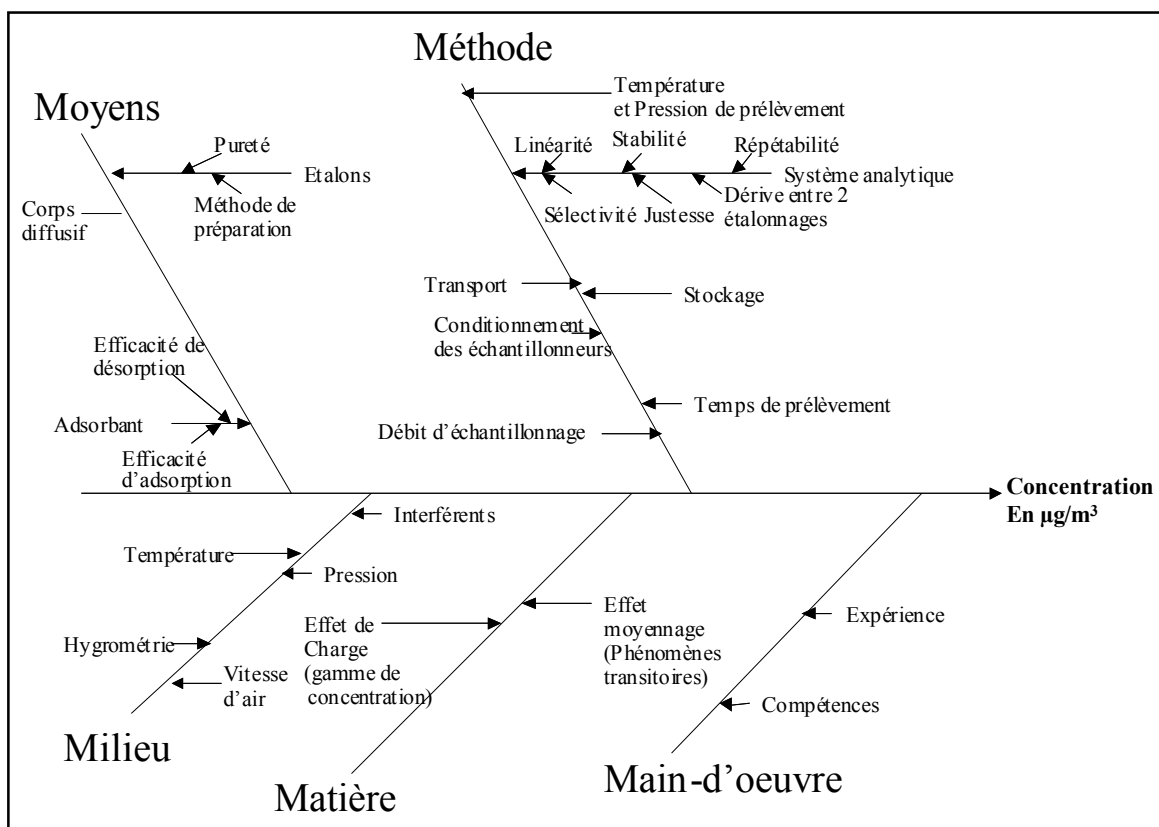 Méthode
Température
et Pression de prélèvement
Moyens
Pureté
Etalons
Méthode de
préparation
Corps
diffusif
Linéarité
Stabilité
Répétabilité
Système analytique
Sélectivité
Justesse
Dérive entre 2
étalonnages
Transport
Stockage
Conditionnement
des échantillonneurs
Efficacité de
désorption
Adsorbant
Efficacité
d'adsorption
Temps de prélèvement
Débit d'échantillonnage
Concentration
En µg/m³
Interférents
Température
Pression
Hygrométrie
Vitesse
d'air
Milieu
Effet de
Charge
(gamme de
concentration)
Effet
moyennage
(Phénomènes
transitoires)
Matière
Expérience
Compétences
Main-d'oeuvre